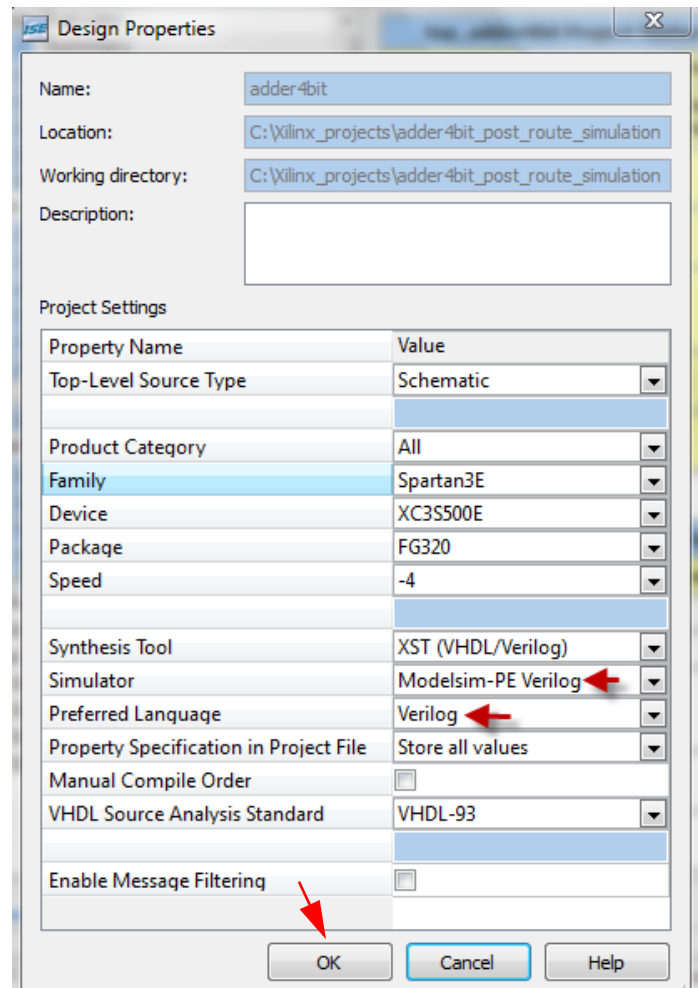 ISE Design Properties
Name: adder4bit
Location: C:\Xilinx_projects\adder4bit_post_route_simulation
Working directory: C:\Xilinx_projects\adder4bit_post_route_simulation
Description:
Project Settings
Property Name Value
Top-Level Source Type Schematic
Product Category All
Family Spartan3E
Device XC3S500E
Package FG320
Speed -4
Synthesis Tool XST (VHDL/Verilog)
Simulator Modelsim-PE Verilog
Preferred Language Verilog
Property Specification in Project File Store all values
Manual Compile Order
VHDL Source Analysis Standard VHDL-93
Enable Message Filtering
OK Cancel Help